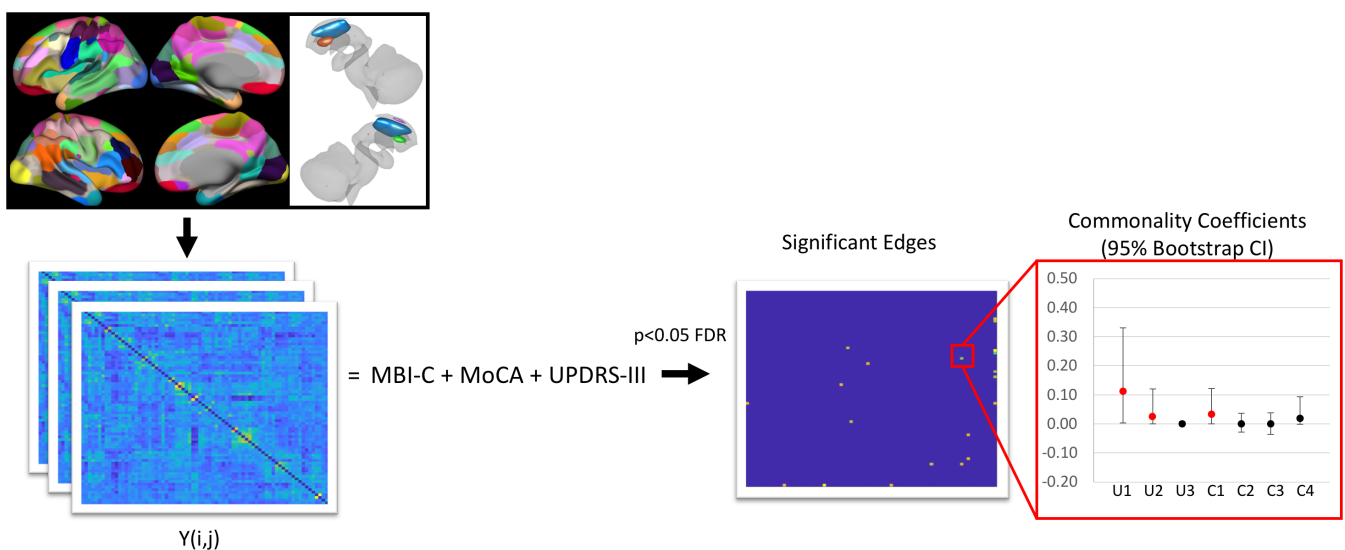 Y(i,j)
= MBI-C + MoCA + UPDRS-III
p<0.05 FDR
Significant Edges
Commonality Coefficients
(95% Bootstrap CI)
0.50
0.40
0.30
0.20
0.10
0.00
-0.10
-0.20
U1 U2 U3 C1 C2 C3 C4